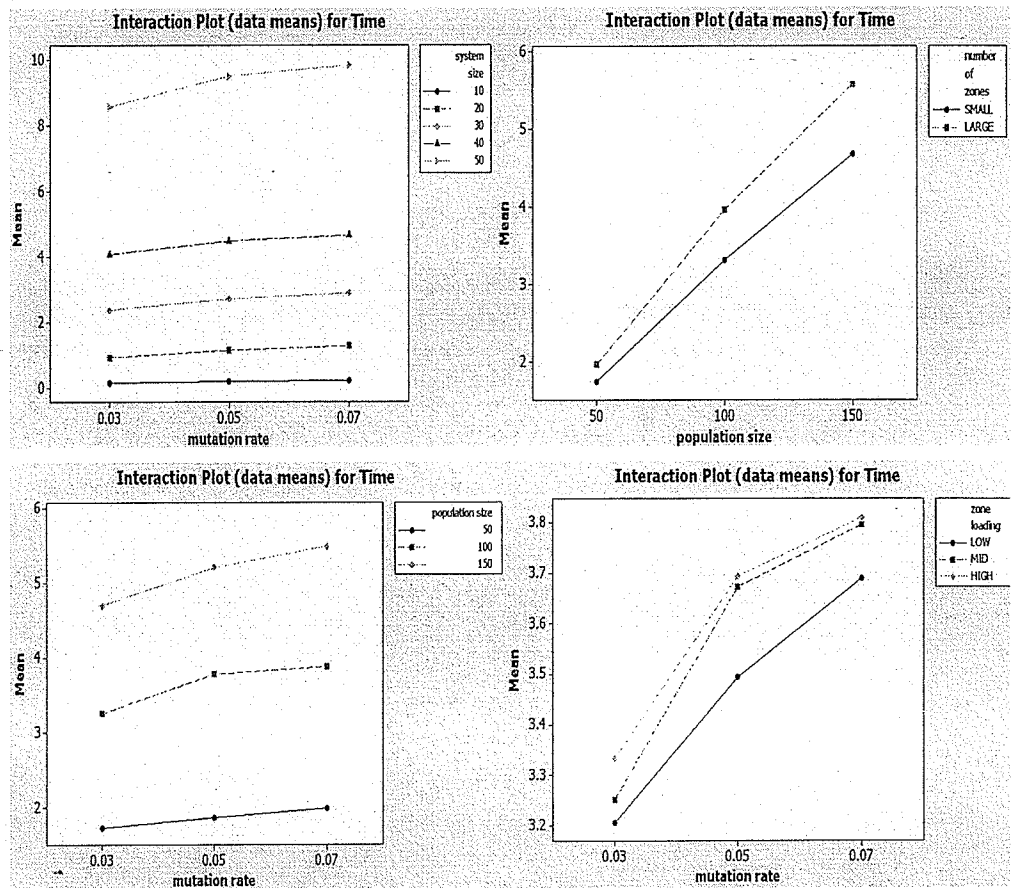 Interaction Plot (data means) for Time
10
8
6
4
2
0
Mean
0.03 0.05 0.07
mutation rate
system
size
10
20
30
40
50
Interaction Plot (data means) for Time
6
5
4
3
2
Mean
50 100 150
population size
number
of
zones
SMALL
LARGE
Interaction Plot (data means) for Time
6
5
4
3
2
Mean
0.03 0.05 0.07
mutation rate
population size
50
100
150
Interaction Plot (data means) for Time
3.8
3.7
3.6
3.5
3.4
3.3
3.2
Mean
0.03 0.05 0.07
mutation rate
zone
loading
LOW
MID
HIGH